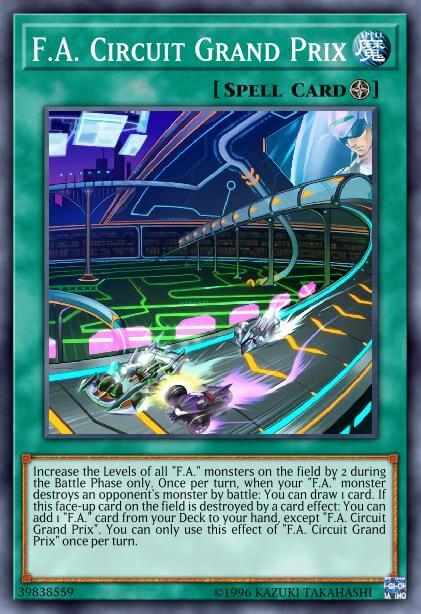 F.A. Circuit Grand Prix
SPELL
魔
[Spell Card]
Increase the Levels of all "F.A." monsters on the field by 2 during
the Battle Phase only. Once per turn, when your "F.A." monster
destroys an opponent's monster by battle: You can draw 1 card. If
this face-up card on the field is destroyed by a card effect: You can
add 1 "F.A." card from your Deck to your hand, except "F.A. Circuit
Grand Prix". You can only use this effect of "F.A. Circuit Grand
Prix" once per turn.
39838559
©1996 KAZUKI TAKAHASHI